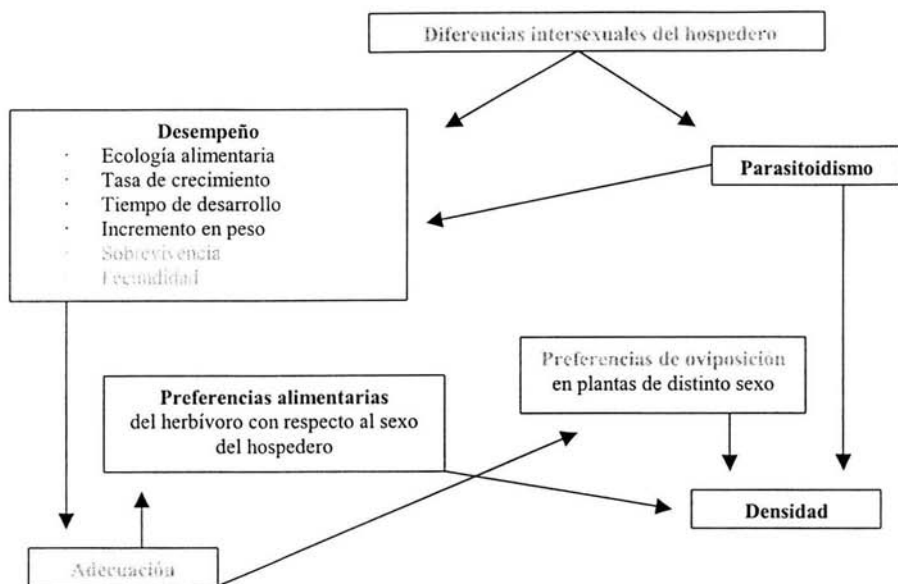 Diferencias intersexuales del hospedero
Desempeño
· Ecología alimentaria
· Tasa de crecimiento
· Tiempo de desarrollo
· Incremento en peso
· Sobrevivencia
· Fecundidad
Parasitoidismo
Preferencias de oviposición
en plantas de distinto sexo
Preferencias alimentarias
del herbívoro con respecto al sexo
del hospedero
Densidad
Adecuación